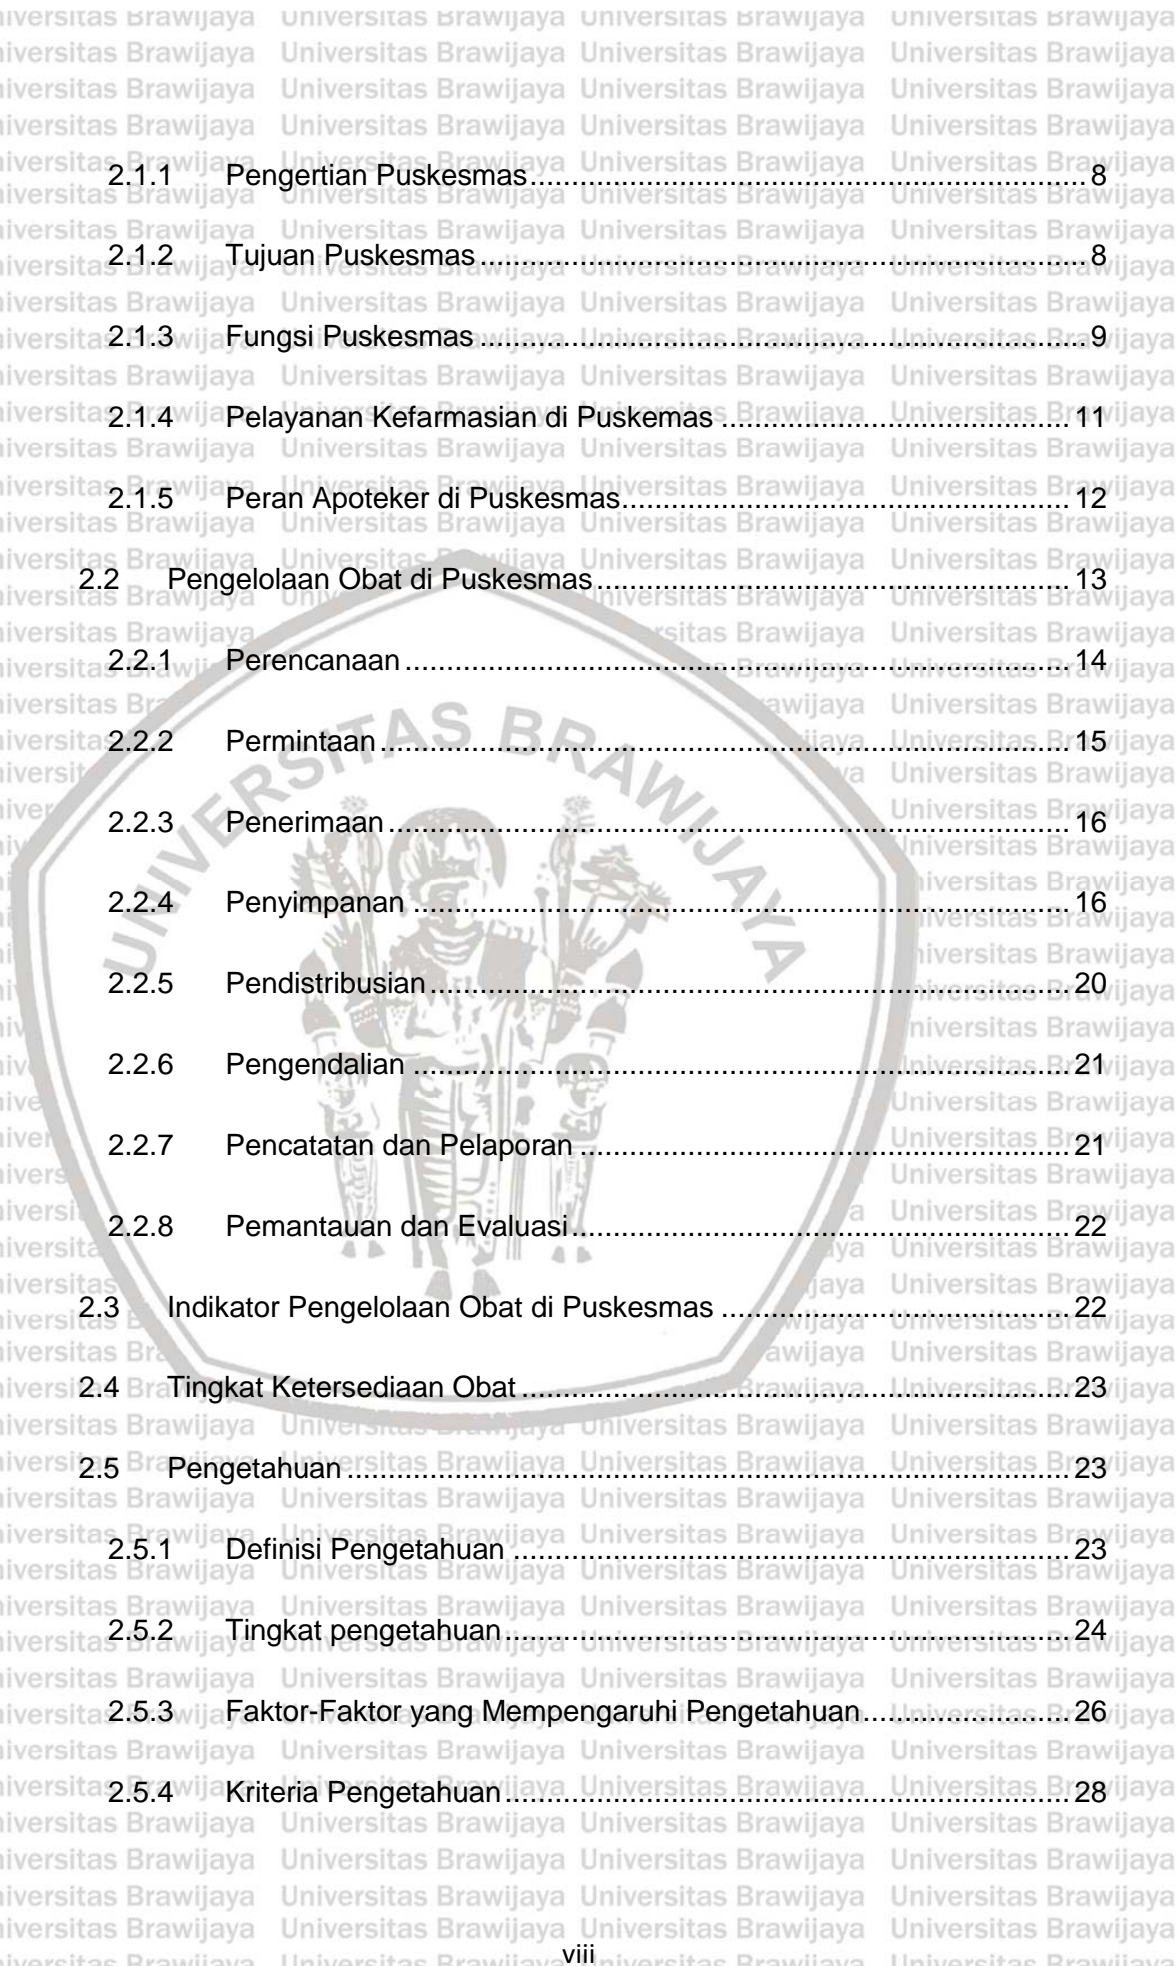 2.1.1 Pengertian Puskesmas 8
2.1.2 Tujuan Puskesmas 8
2.1.3 Fungsi Puskesmas 9
2.1.4 Pelayanan Kefarmasian di Puskemas 11
2.1.5 Peran Apoteker di Puskesmas 12
2.2 Pengelolaan Obat di Puskesmas 13
2.2.1 Perencanaan 14
2.2.2 Permintaan 15
2.2.3 Penerimaan 16
2.2.4 Penyimpanan 16
2.2.5 Pendistribusian 20
2.2.6 Pengendalian 21
2.2.7 Pencatatan dan Pelaporan 21
2.2.8 Pemantauan dan Evaluasi 22
2.3 Indikator Pengelolaan Obat di Puskesmas 22
2.4 Tingkat Ketersediaan Obat 23
2.5 Pengetahuan 23
2.5.1 Definisi Pengetahuan 23
2.5.2 Tingkat pengetahuan 24
2.5.3 Faktor-Faktor yang Mempengaruhi Pengetahuan 26
2.5.4 Kriteria Pengetahuan 28
viii
UNIVERSITAS BRAWIJAYA